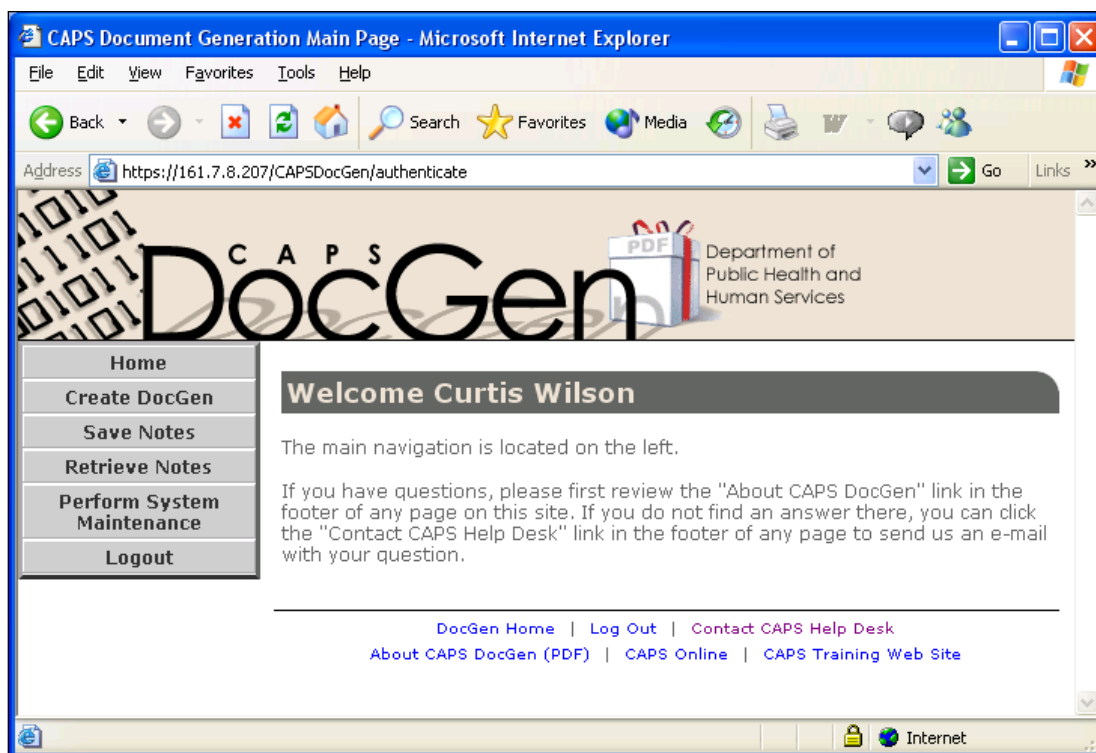 CAPS Document Generation Main Page - Microsoft Internet Explorer
File Edit View Favorites Tools Help
Back Search Favorites Media W
Address https://161.7.8.207/CAPSDocGen/authenticate Go Links »
CAPS
DocGen
PDF
Department of
Public Health and
Human Services
Home
Create DocGen
Save Notes
Retrieve Notes
Perform System
Maintenance
Logout
Welcome Curtis Wilson
The main navigation is located on the left.
If you have questions, please first review the "About CAPS DocGen" link in the
footer of any page on this site. If you do not find an answer there, you can click
the "Contact CAPS Help Desk" link in the footer of any page to send us an e-mail
with your question.
DocGen Home | Log Out | Contact CAPS Help Desk
About CAPS DocGen (PDF) | CAPS Online | CAPS Training Web Site
Internet